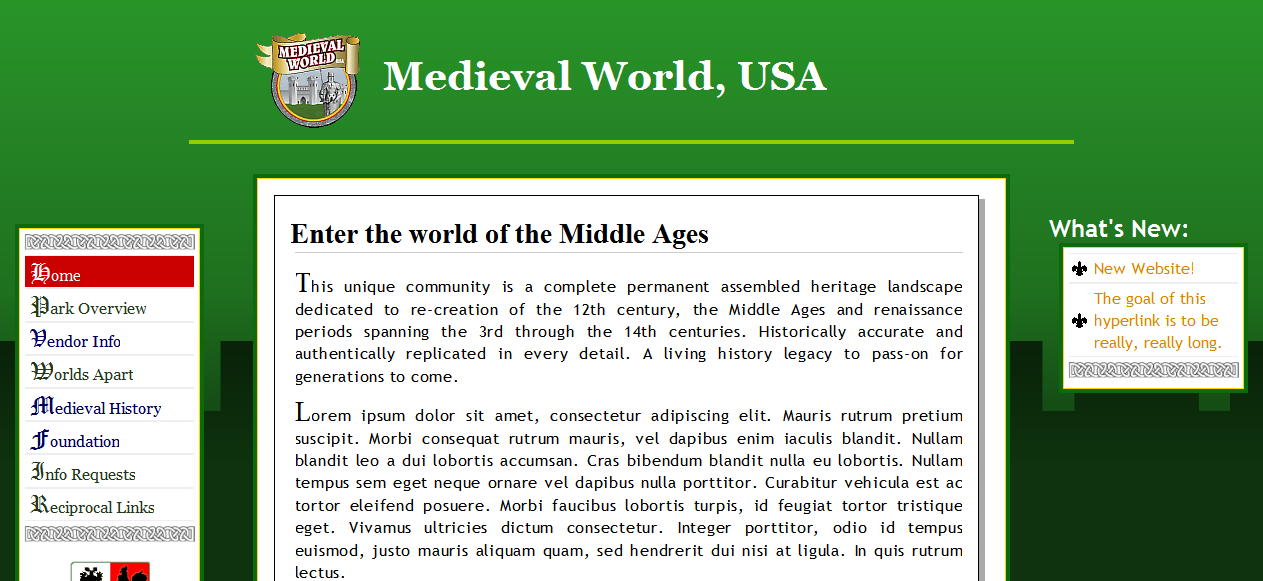 MEDIEVAL
WORLD
Medieval World, USA
Home
Park Overview
Vendor Info
Worlds Apart
Medieval History
Foundation
Info Requests
Reciprocal Links
Enter the world of the Middle Ages
This unique community is a complete permanent assembled heritage landscape
dedicated to re-creation of the 12th century, the Middle Ages and renaissance
periods spanning the 3rd through the 14th centuries. Historically accurate and
authentically replicated in every detail. A living history legacy to pass-on for
generations to come.
Lorem ipsum dolor sit amet, consectetur adipiscing elit. Mauris rutrum pretium
suscipit. Morbi consequat rutrum mauris, vel dapibus enim iaculis blandit. Nullam
blandit leo a dui lobortis accumsan. Cras bibendum blandit nulla eu lobortis. Nullam
tempus sem eget neque ornare vel dapibus nulla porttitor. Curabitur vehicula est ac
tortor eleifend posuere. Morbi faucibus lobortis turpis, id feugiat tortor tristique
eget. Vivamus ultricies dictum consectetur. Integer porttitor, odio id tempus
euismod, justo mauris aliquam quam, sed hendrerit dui nisi at ligula. In quis rutrum
lectus.
What's New:
New Website!
The goal of this
hyperlink is to be
really, really long.